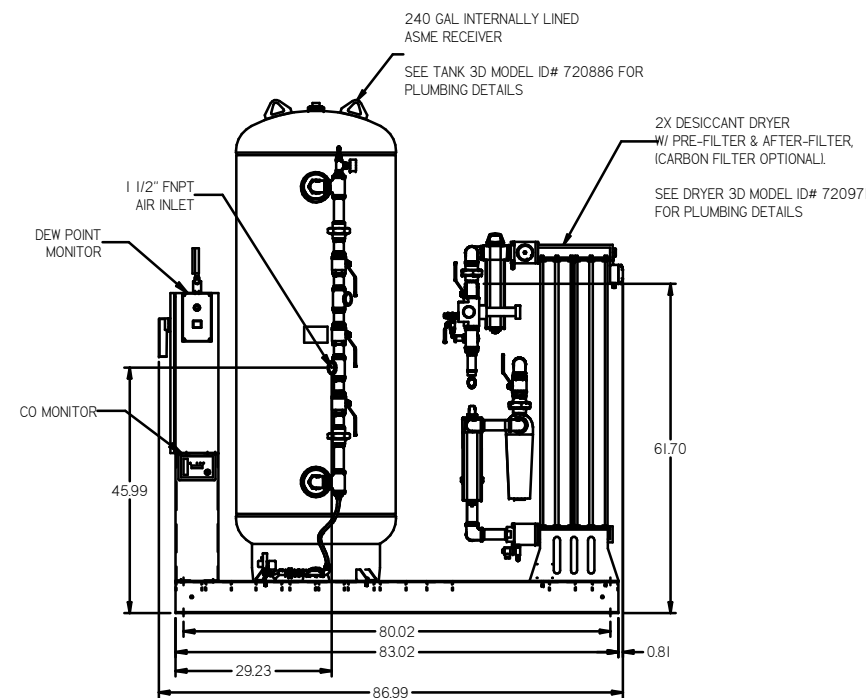 240 GAL INTERNALLY LINED
ASME RECEIVER
SEE TANK 3D MODEL ID# 720886 FOR
PLUMBING DETAILS
2X DESICCANT DRYER
W/ PRE-FILTER & AFTER-FILTER,
(CARBON FILTER OPTIONAL).
SEE DRYER 3D MODEL ID# 72097
FOR PLUMBING DETAILS
1 1/2" FNPT
AIR INLET
DEW POINT
MONITOR
CO MONITOR
45.99
61.70
80.02
83.02
0.81
29.23
86.99